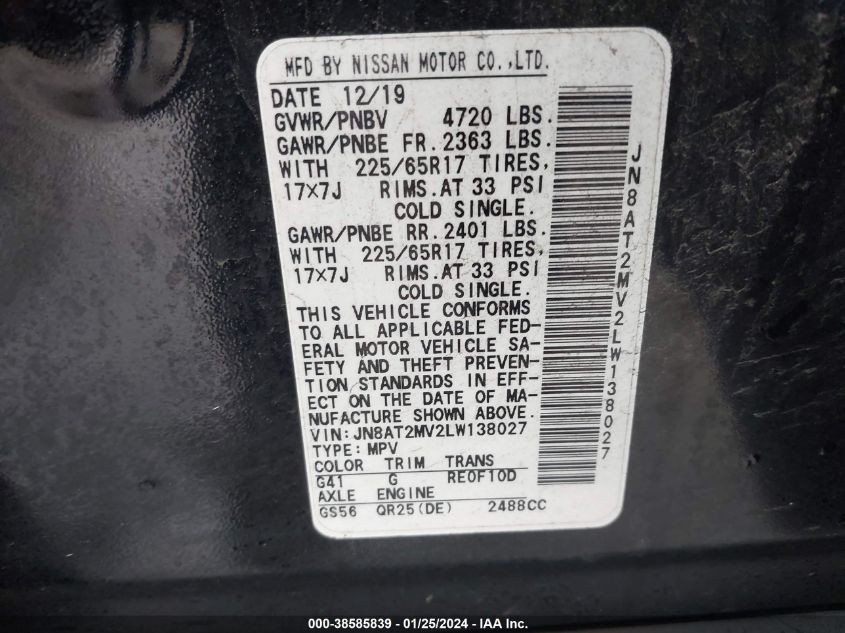 MFD BY NISSAN MOTOR CO.,LTD.
DATE 12/19
GVWR/PNBV 4720 LBS.
GAWR/PNBE FR. 2363 LBS.
WITH 225/65R17 TIRES,
17X7J RIMS.AT 33 PSI
COLD SINGLE.
GAWR/PNBE RR. 2401 LBS.
WITH 225/65R17 TIRES,
17X7J RIMS.AT 33 PSI
COLD SINGLE.
THIS VEHICLE CONFORMS
TO ALL APPLICABLE FED-
ERAL MOTOR VEHICLE SA-
FETY AND THEFT PREVEN-
TION STANDARDS IN EFF-
ECT ON THE DATE OF MA-
NUFACTURE SHOWN ABOVE.
VIN:JN8AT2MV2LW138027
TYPE:MPV
COLOR TRIM TRANS
G41 G RE0F10D
AXLE ENGINE
GS56 QR25(DE) 2488CC
JN8AT2MV2LW138027
000-38585839 - 01/25/2024 - IAA Inc.